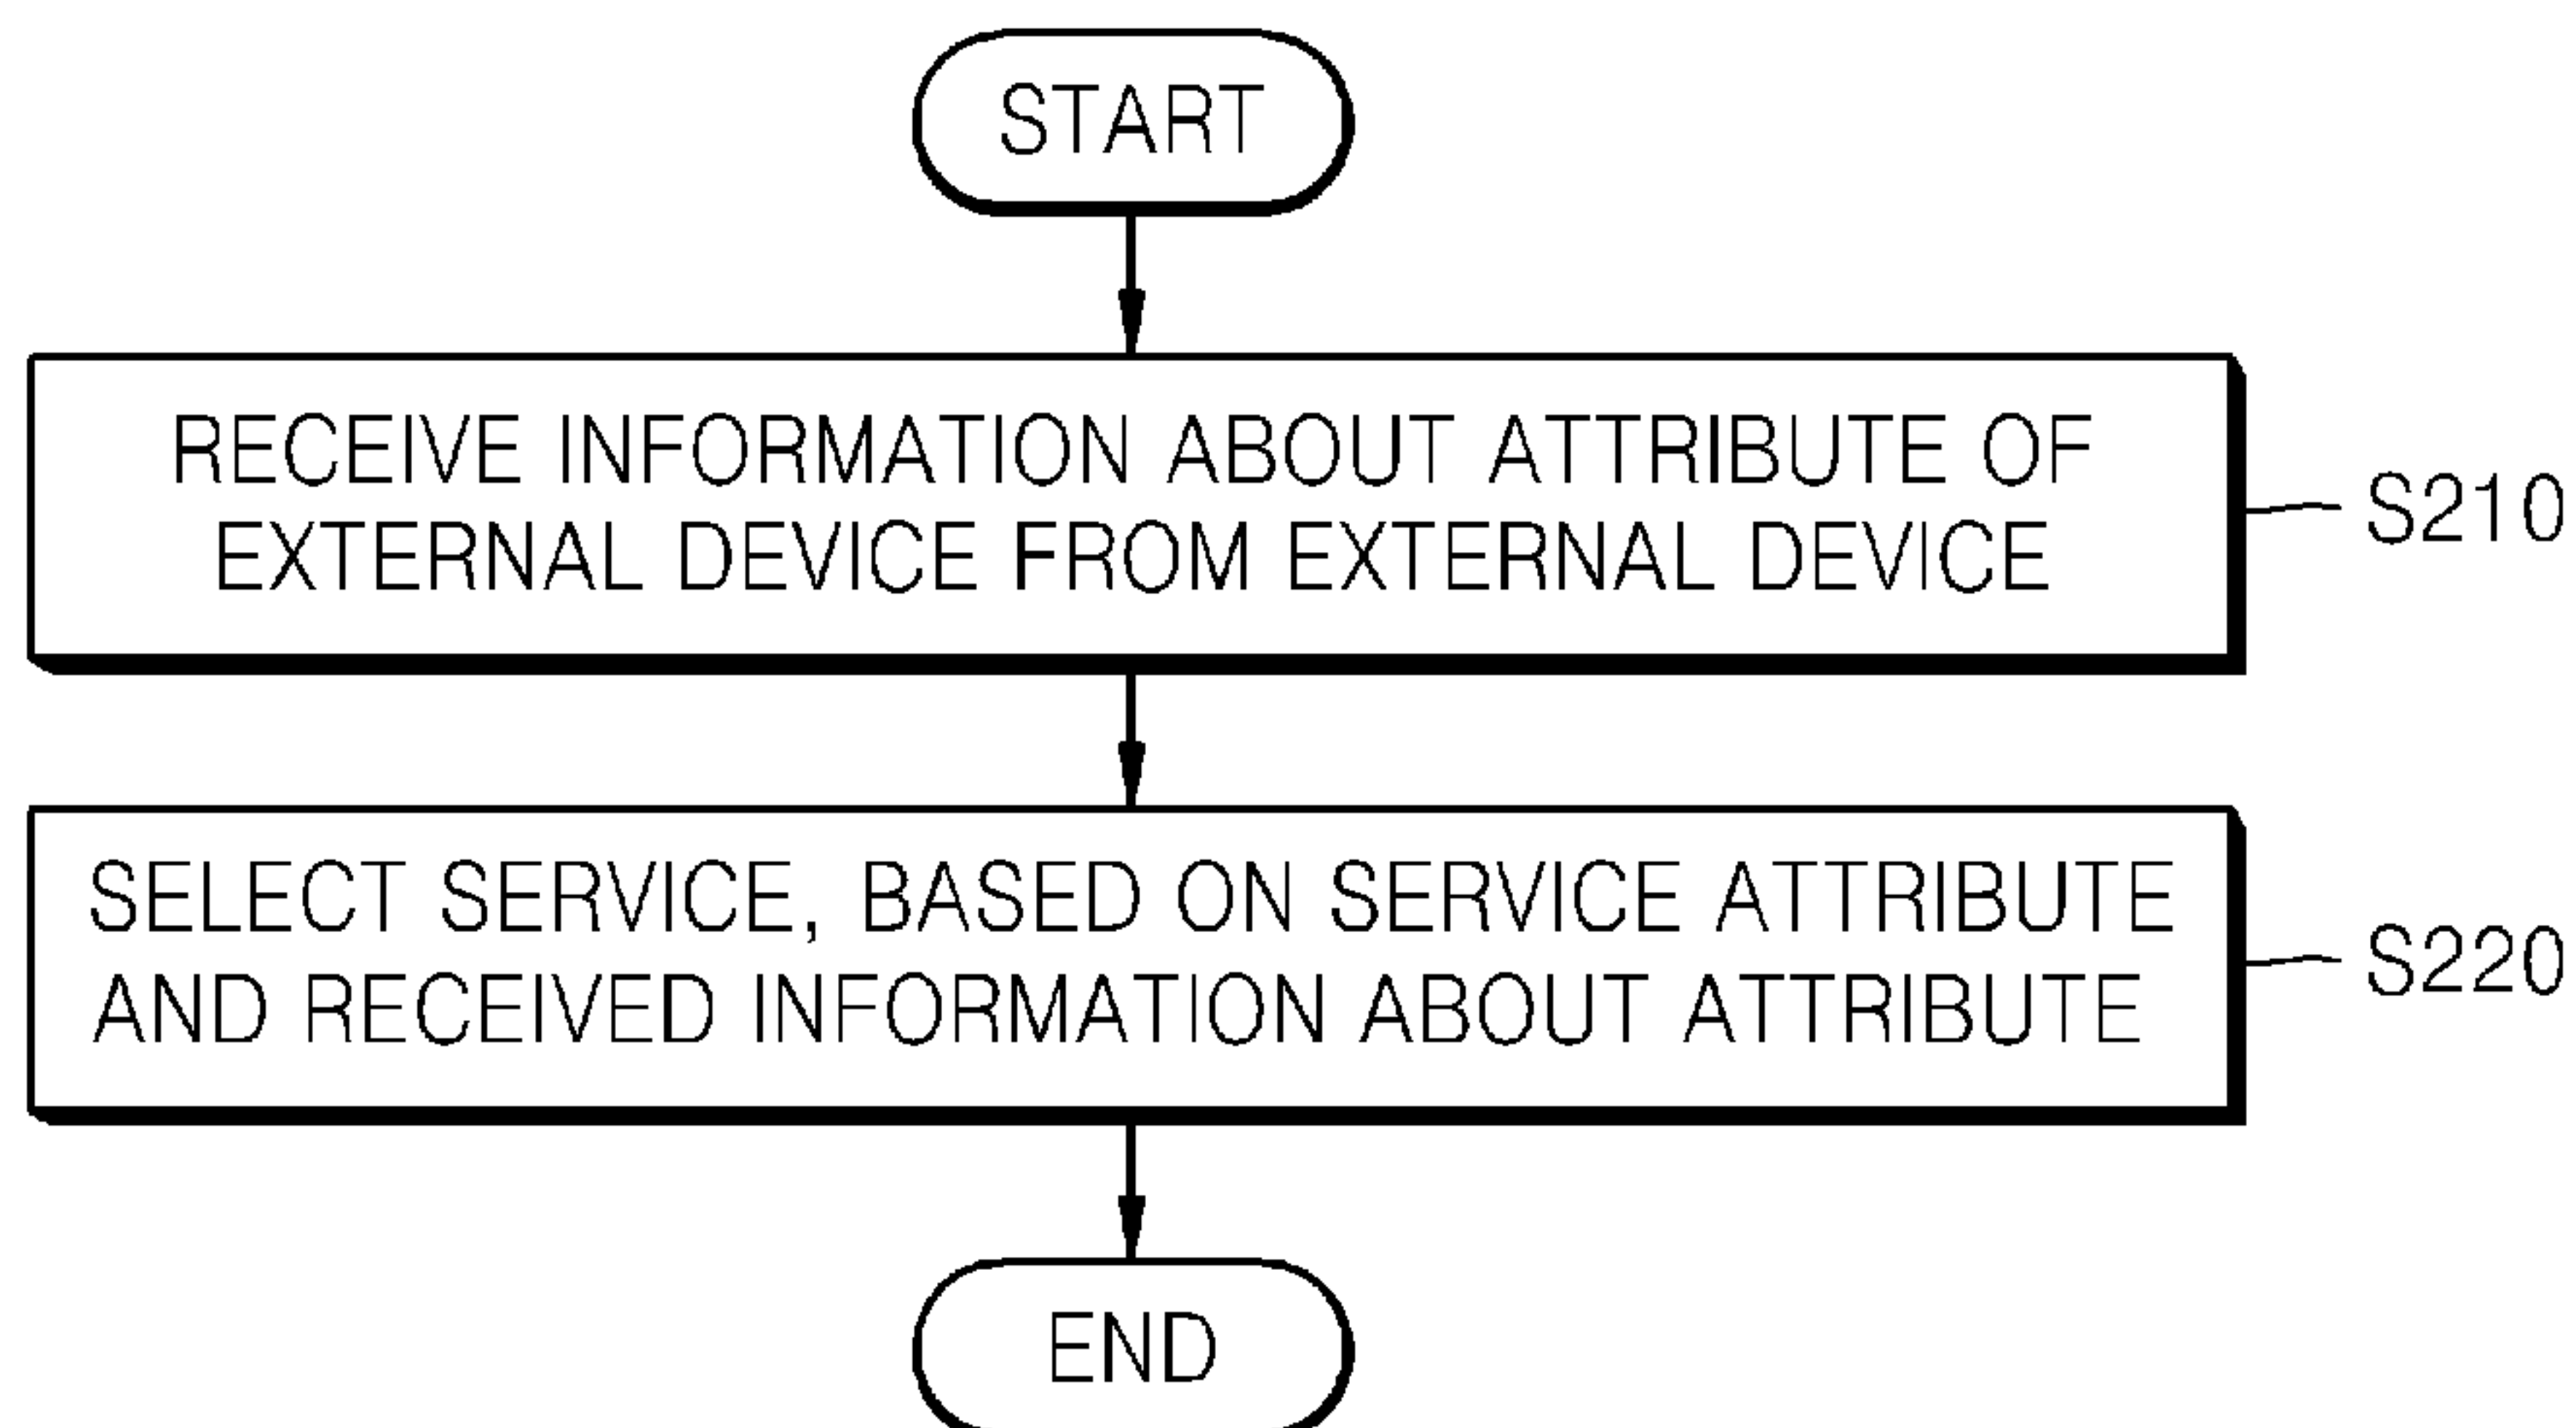 START
RECEIVE INFORMATION ABOUT ATTRIBUTE OF
EXTERNAL DEVICE FROM EXTERNAL DEVICE
S210
SELECT SERVICE, BASED ON SERVICE ATTRIBUTE
AND RECEIVED INFORMATION ABOUT ATTRIBUTE
S220
END